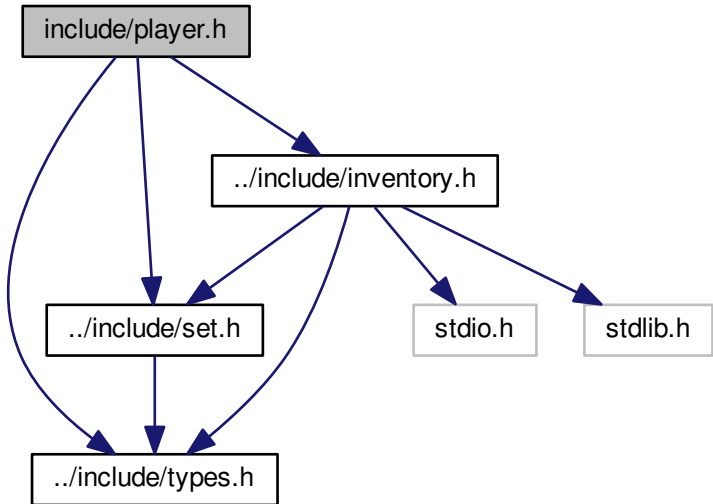 include/player.h
../include/inventory.h
../include/set.h
stdio.h
stdlib.h
../include/types.h